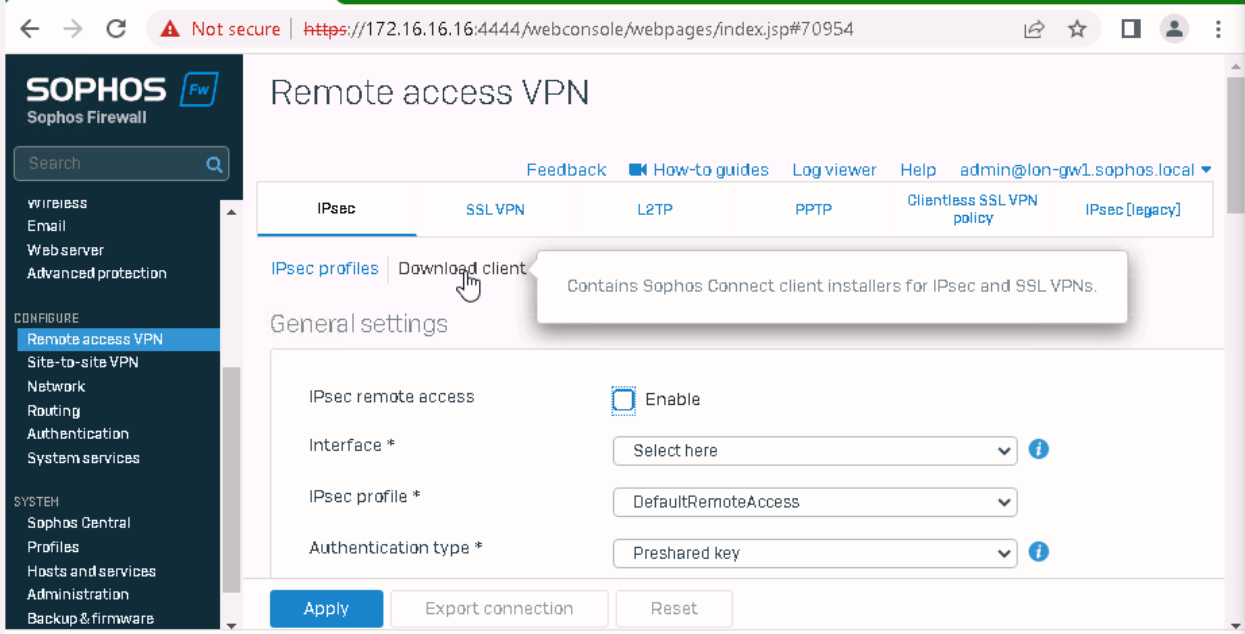 Not secure | https://172.16.16.16:4444/webconsole/webpages/index.jsp#70954
SOPHOS Fw
Sophos Firewall
Search
Wireless
Email
Web server
Advanced protection
CONFIGURE
Remote access VPN
Site-to-site VPN
Network
Routing
Authentication
System services
SYSTEM
Sophos Central
Profiles
Hosts and services
Administration
Backup & firmware
Remote access VPN
Feedback How-to guides Log viewer Help admin@lon-gw1.sophos.local
IPsec SSL VPN L2TP PPTP Clientless SSL VPN policy IPsec [legacy]
IPsec profiles Download client
Contains Sophos Connect client installers for IPsec and SSL VPNs.
General settings
IPsec remote access Enable
Interface * Select here
IPsec profile * DefaultRemoteAccess
Authentication type * Preshared key
Apply Export connection Reset